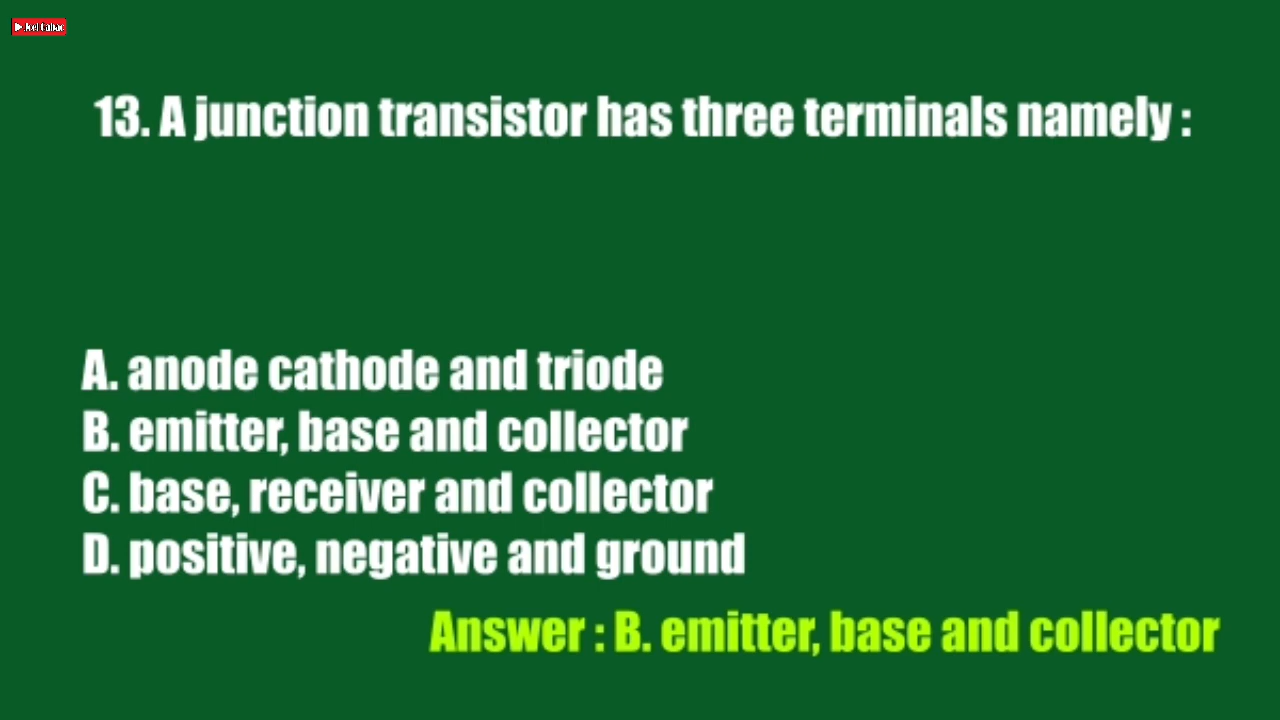 13. A junction transistor has three terminals namely :
A. anode cathode and triode
B. emitter, base and collector
C. base, receiver and collector
D. positive, negative and ground
Answer : B. emitter, base and collector